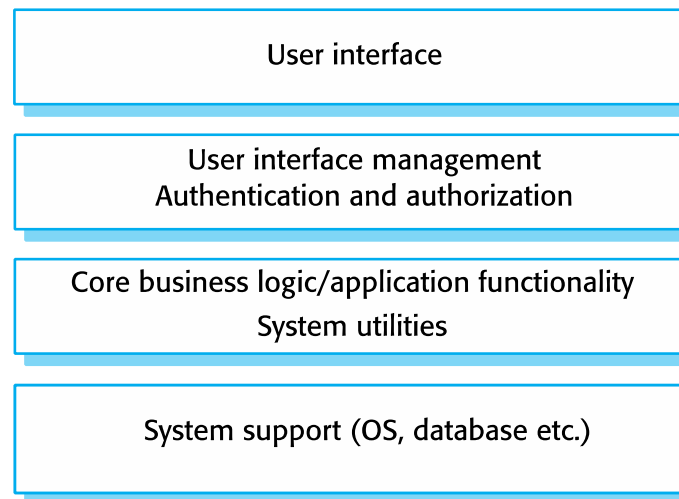 User interface
User interface management
Authentication and authorization
Core business logic/application functionality
System utilities
System support (OS, database etc.)